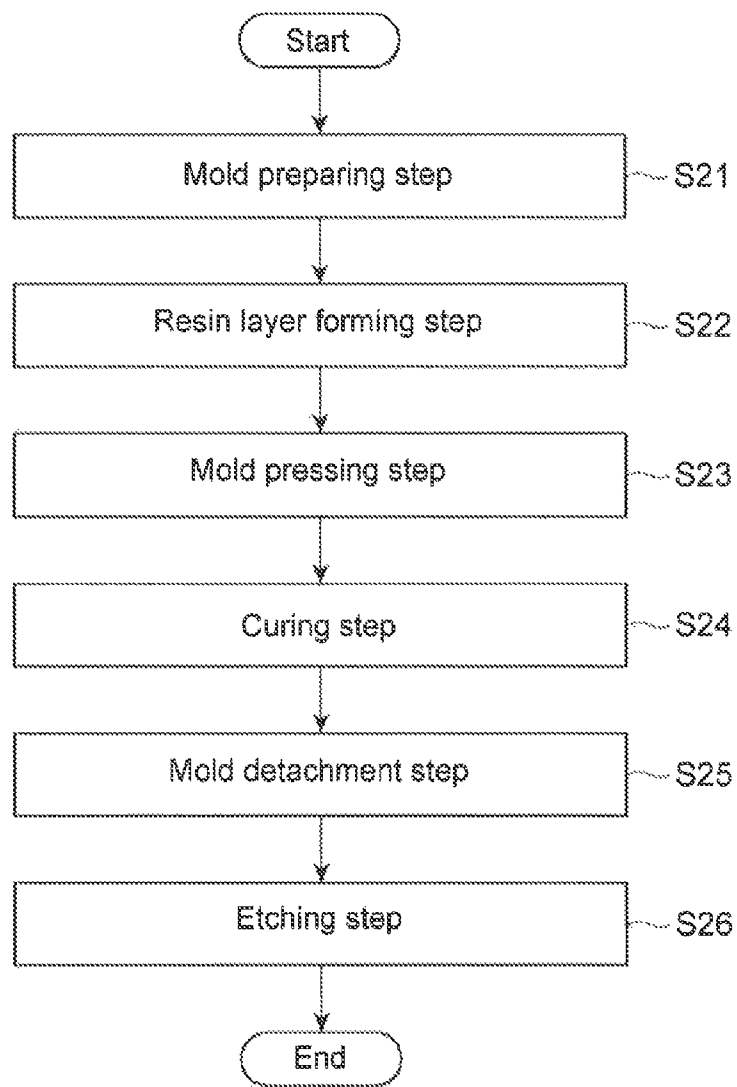 Start
Mold preparing step
S21
Resin layer forming step
S22
Mold pressing step
S23
Curing step
S24
Mold detachment step
S25
Etching step
S26
End